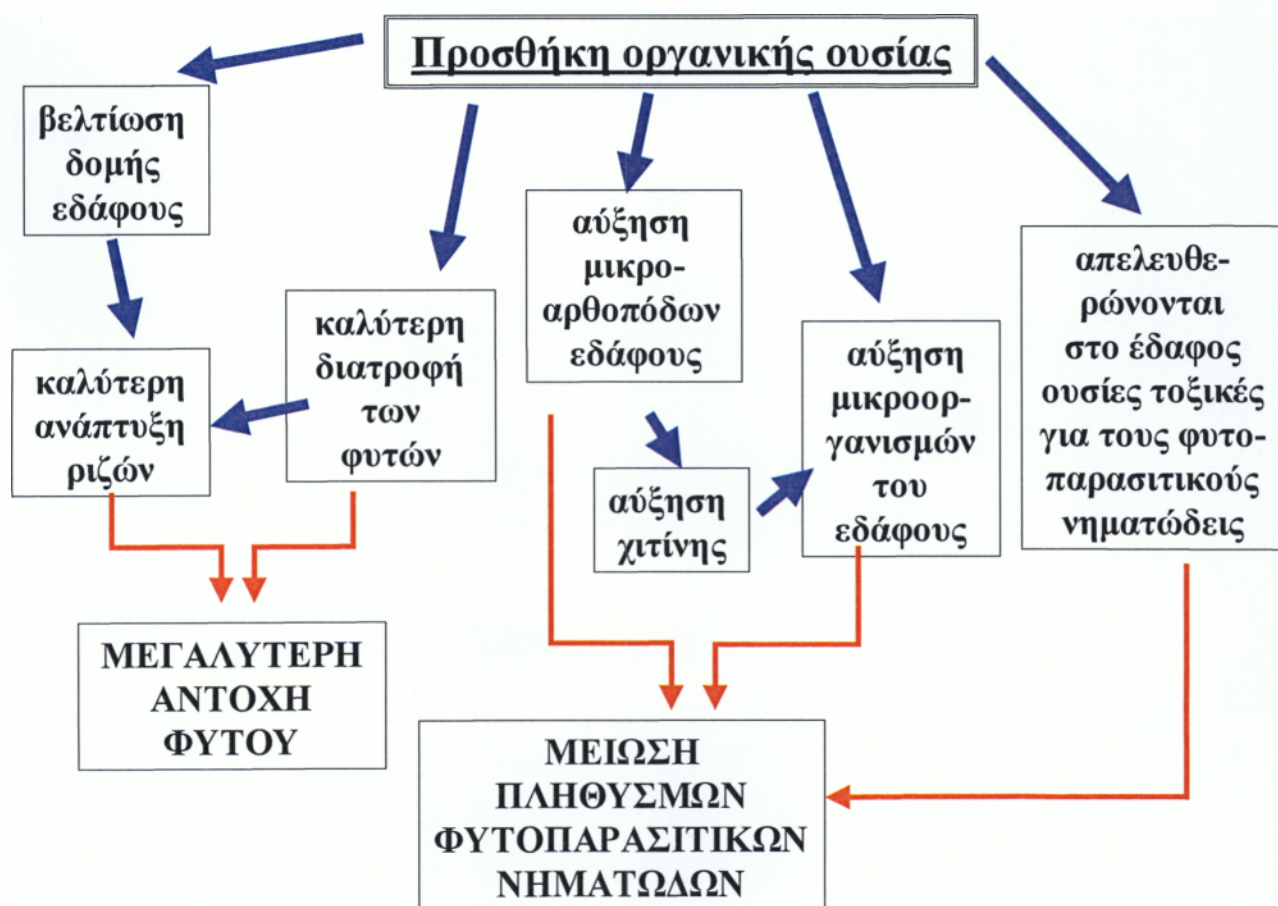 Προσθήκη οργανικής ουσίας
βελτίωση
δομής
εδάφους
καλύτερη
ανάπτυξη
ριζών
καλύτερη
διατροφή
των
φυτών
αύξηση
μικρο-
αρθοπόδων
εδάφους
αύξηση
χιτίνης
αύξηση
μικροορ-
γανισμών
του
εδάφους
απελευθε-
ρώνονται
στο έδαφος
ουσίες τοξικές
για τους φυτο-
παρασιτικούς
νηματώδεις
ΜΕΓΑΛΥΤΕΡΗ
ΑΝΤΟΧΗ
ΦΥΤΟΥ
ΜΕΙΩΣΗ
ΠΛΗΘΥΣΜΩΝ
ΦΥΤΟΠΑΡΑΣΙΤΙΚΩΝ
ΝΗΜΑΤΩΔΩΝ